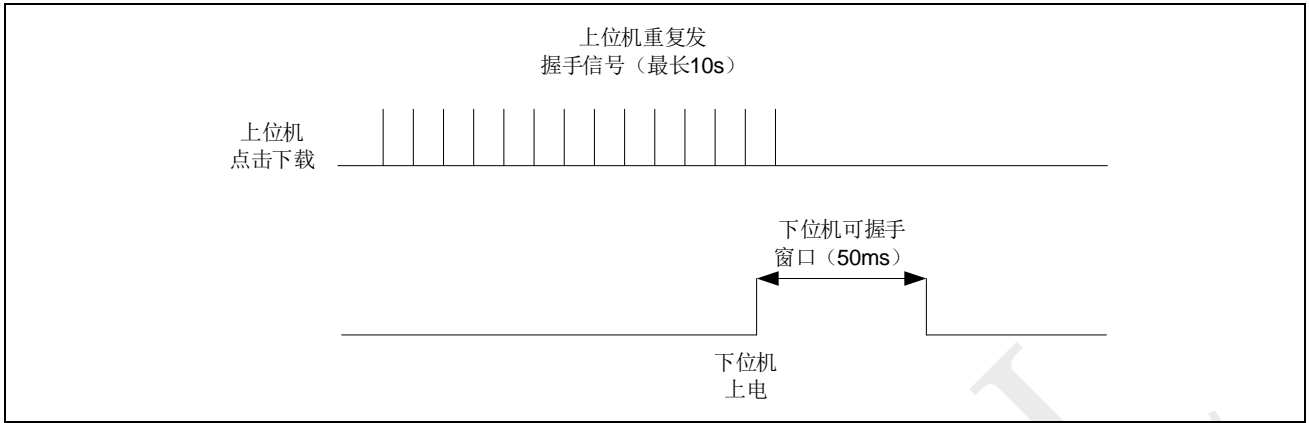 上位机重复发
握手信号（最长10s）
上位机
点击下载
下位机可握手
窗口（50ms）
下位机
上电